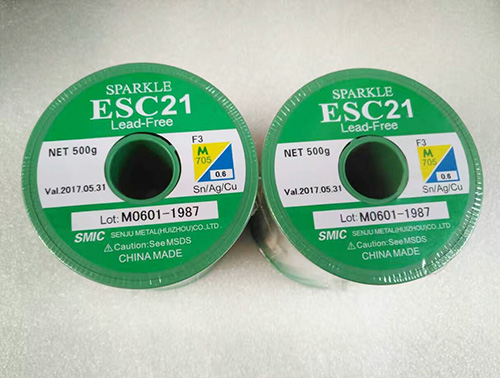 SPARKLE
ESC21
Lead-Free
F3
NET 500g
M
705
0.6
Val.2017.05.31
Sn/Ag/Cu
Lot: M0601-1987
SMIC SENJU METAL(HUIZHOU)CO.,LTD.
⚠Caution:See MSDS
CHINA MADE
SPARKLE
ESC21
Lead-Free
F3
NET 500g
M
705
0.6
Val.2017.05.31
Sn/Ag/Cu
Lot: M0601-1987
SMIC SENJU METAL(HUIZHOU)CO.,LTD.
⚠Caution:See MSDS
CHINA MADE